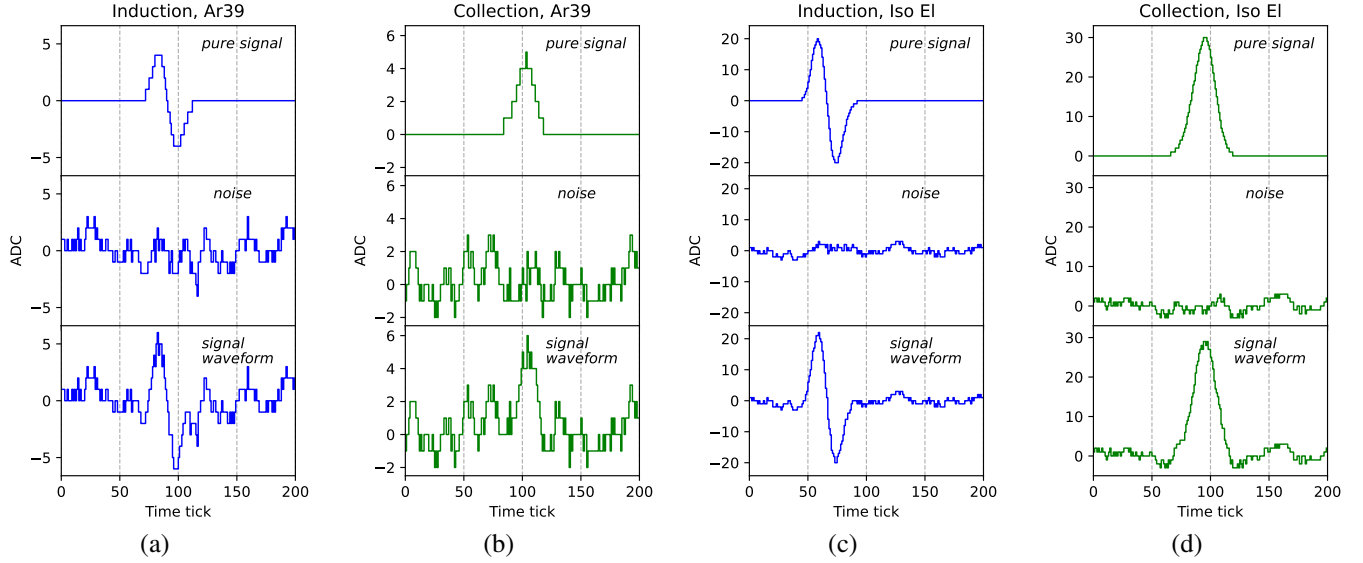 Induction, Ar39
5
0
−5
pure signal
5
0
−5
noise
ADC
5
0
−5
signal
waveform
0 50 100 150 200
Time tick
(a)
Collection, Ar39
6
4
2
0
−2
pure signal
6
4
2
0
−2
noise
ADC
6
4
2
0
−2
signal
waveform
0 50 100 150 200
Time tick
(b)
Induction, Iso El
20
10
0
−10
−20
pure signal
20
10
0
−10
−20
noise
ADC
20
10
0
−10
−20
signal
waveform
0 50 100 150 200
Time tick
(c)
Collection, Iso El
30
20
10
0
pure signal
30
20
10
0
noise
ADC
30
20
10
0
signal
waveform
0 50 100 150 200
Time tick
(d)